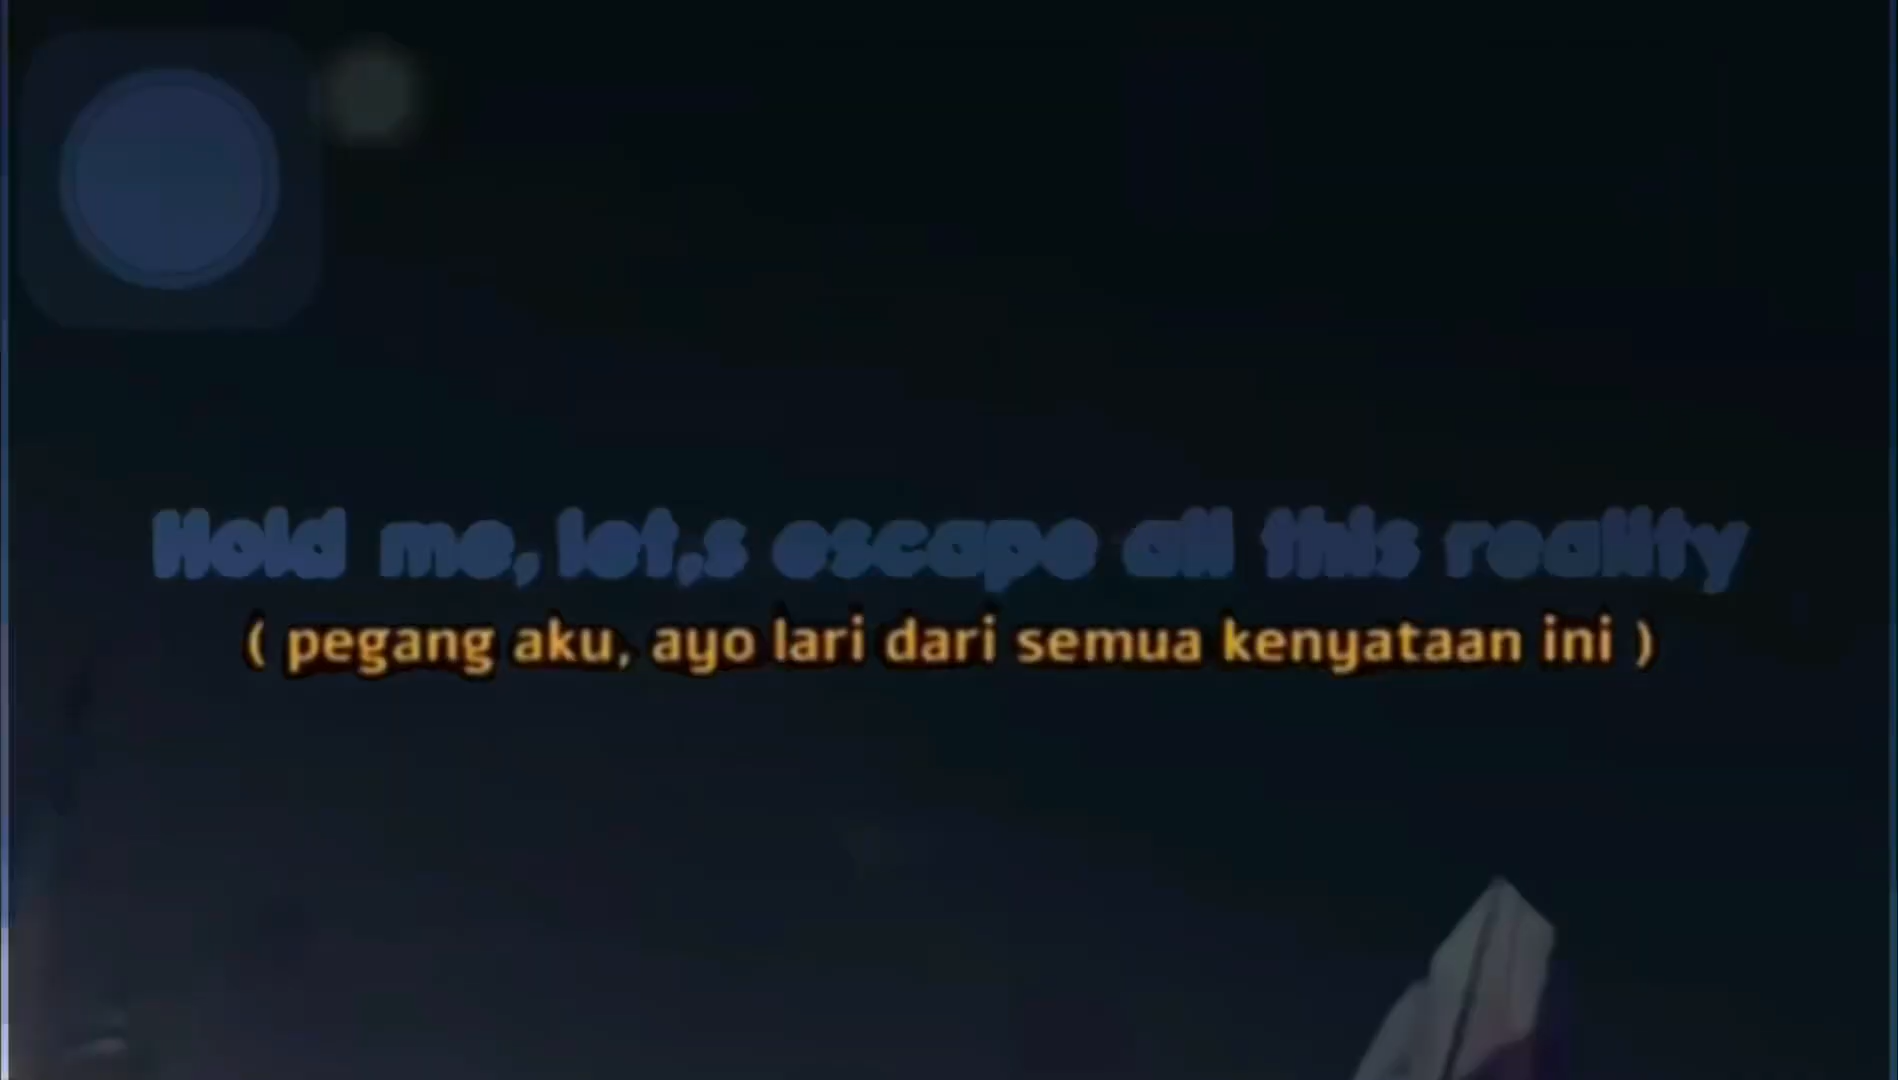 Hold me, let,s escape all this reality
( pegang aku, ayo lari dari semua kenyataan ini )